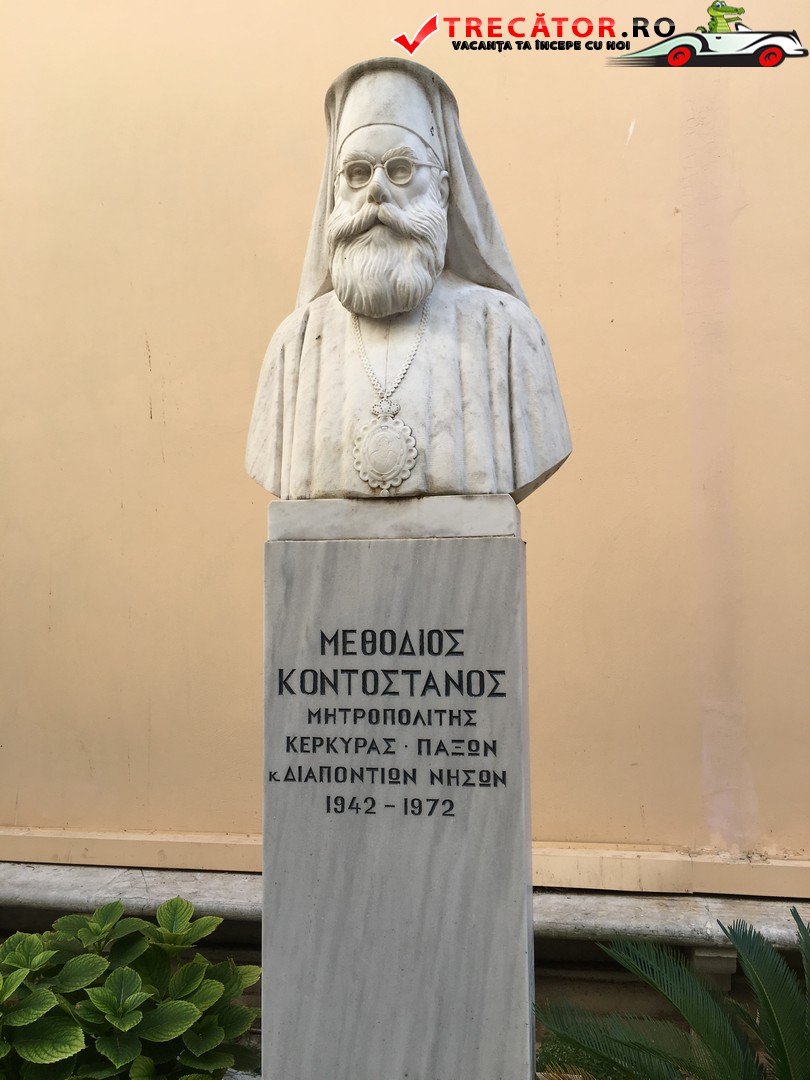 TRECĂTOR.RO
VACANȚA TA ÎNCEPE CU NOI
ΜΕΘΟΔΙΟΣ
ΚΟΝΤΟΣΤΑΝΟΣ
ΜΗΤΡΟΠΟΛΙΤΗΣ
ΚΕΡΚΥΡΑΣ · ΠΑΞΩΝ
κ. ΔΙΑΠΟΝΤΙΩΝ ΝΗΣΩΝ
1942 - 1972